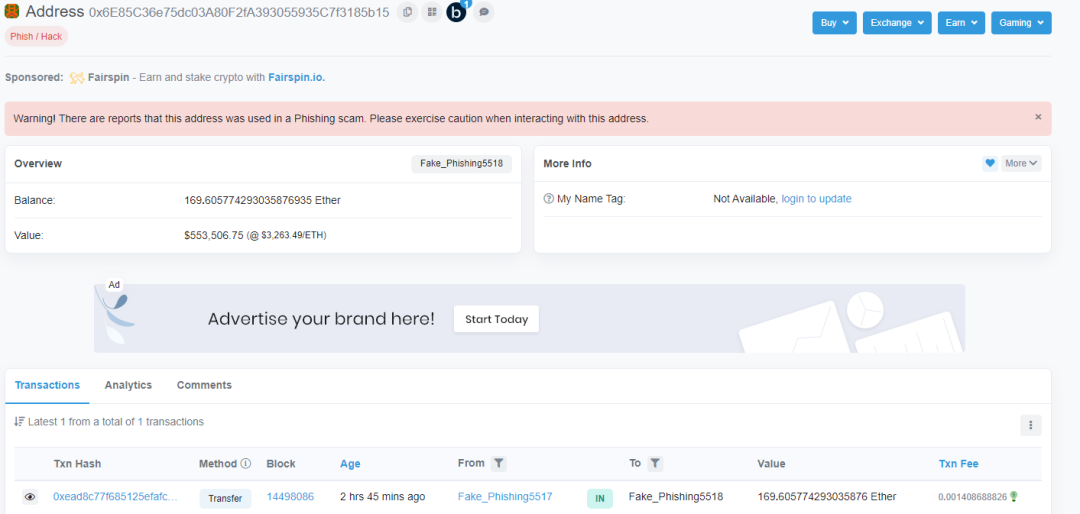 Address 0x6E85C36e75dc03A80F2fA393055935C7f3185b15 b 1
Buy Exchange Earn Gaming
Phish / Hack
Sponsored: Fairspin - Earn and stake crypto with Fairspin.io.
Warning! There are reports that this address was used in a Phishing scam. Please exercise caution when interacting with this address. ×
Overview Fake_Phishing5518
Balance: 169.605774293035876935 Ether
Value: $553,506.75 (@ $3,263.49/ETH)
More Info More
? My Name Tag: Not Available, login to update
Ad
Advertise your brand here! Start Today
Transactions Analytics Comments
Latest 1 from a total of 1 transactions
Txn Hash Method Block Age From To Value Txn Fee
0xead8c77f685125efafc... Transfer 14498086 2 hrs 45 mins ago Fake_Phishing5517 IN Fake_Phishing5518 169.605774293035876 Ether 0.001408688826